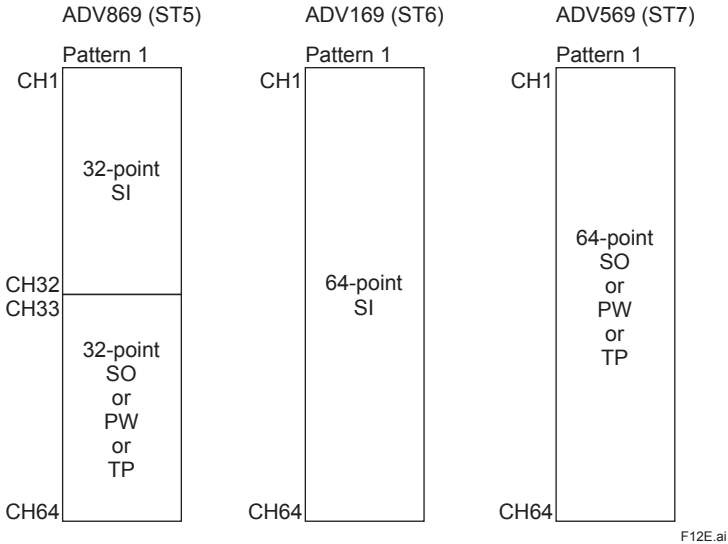 ADV869 (ST5)
Pattern 1
CH1
32-point
SI
CH32
CH33
32-point
SO
or
PW
or
TP
CH64
ADV169 (ST6)
Pattern 1
CH1
64-point
SI
CH64
ADV569 (ST7)
Pattern 1
CH1
64-point
SO
or
PW
or
TP
CH64
F12E.ai